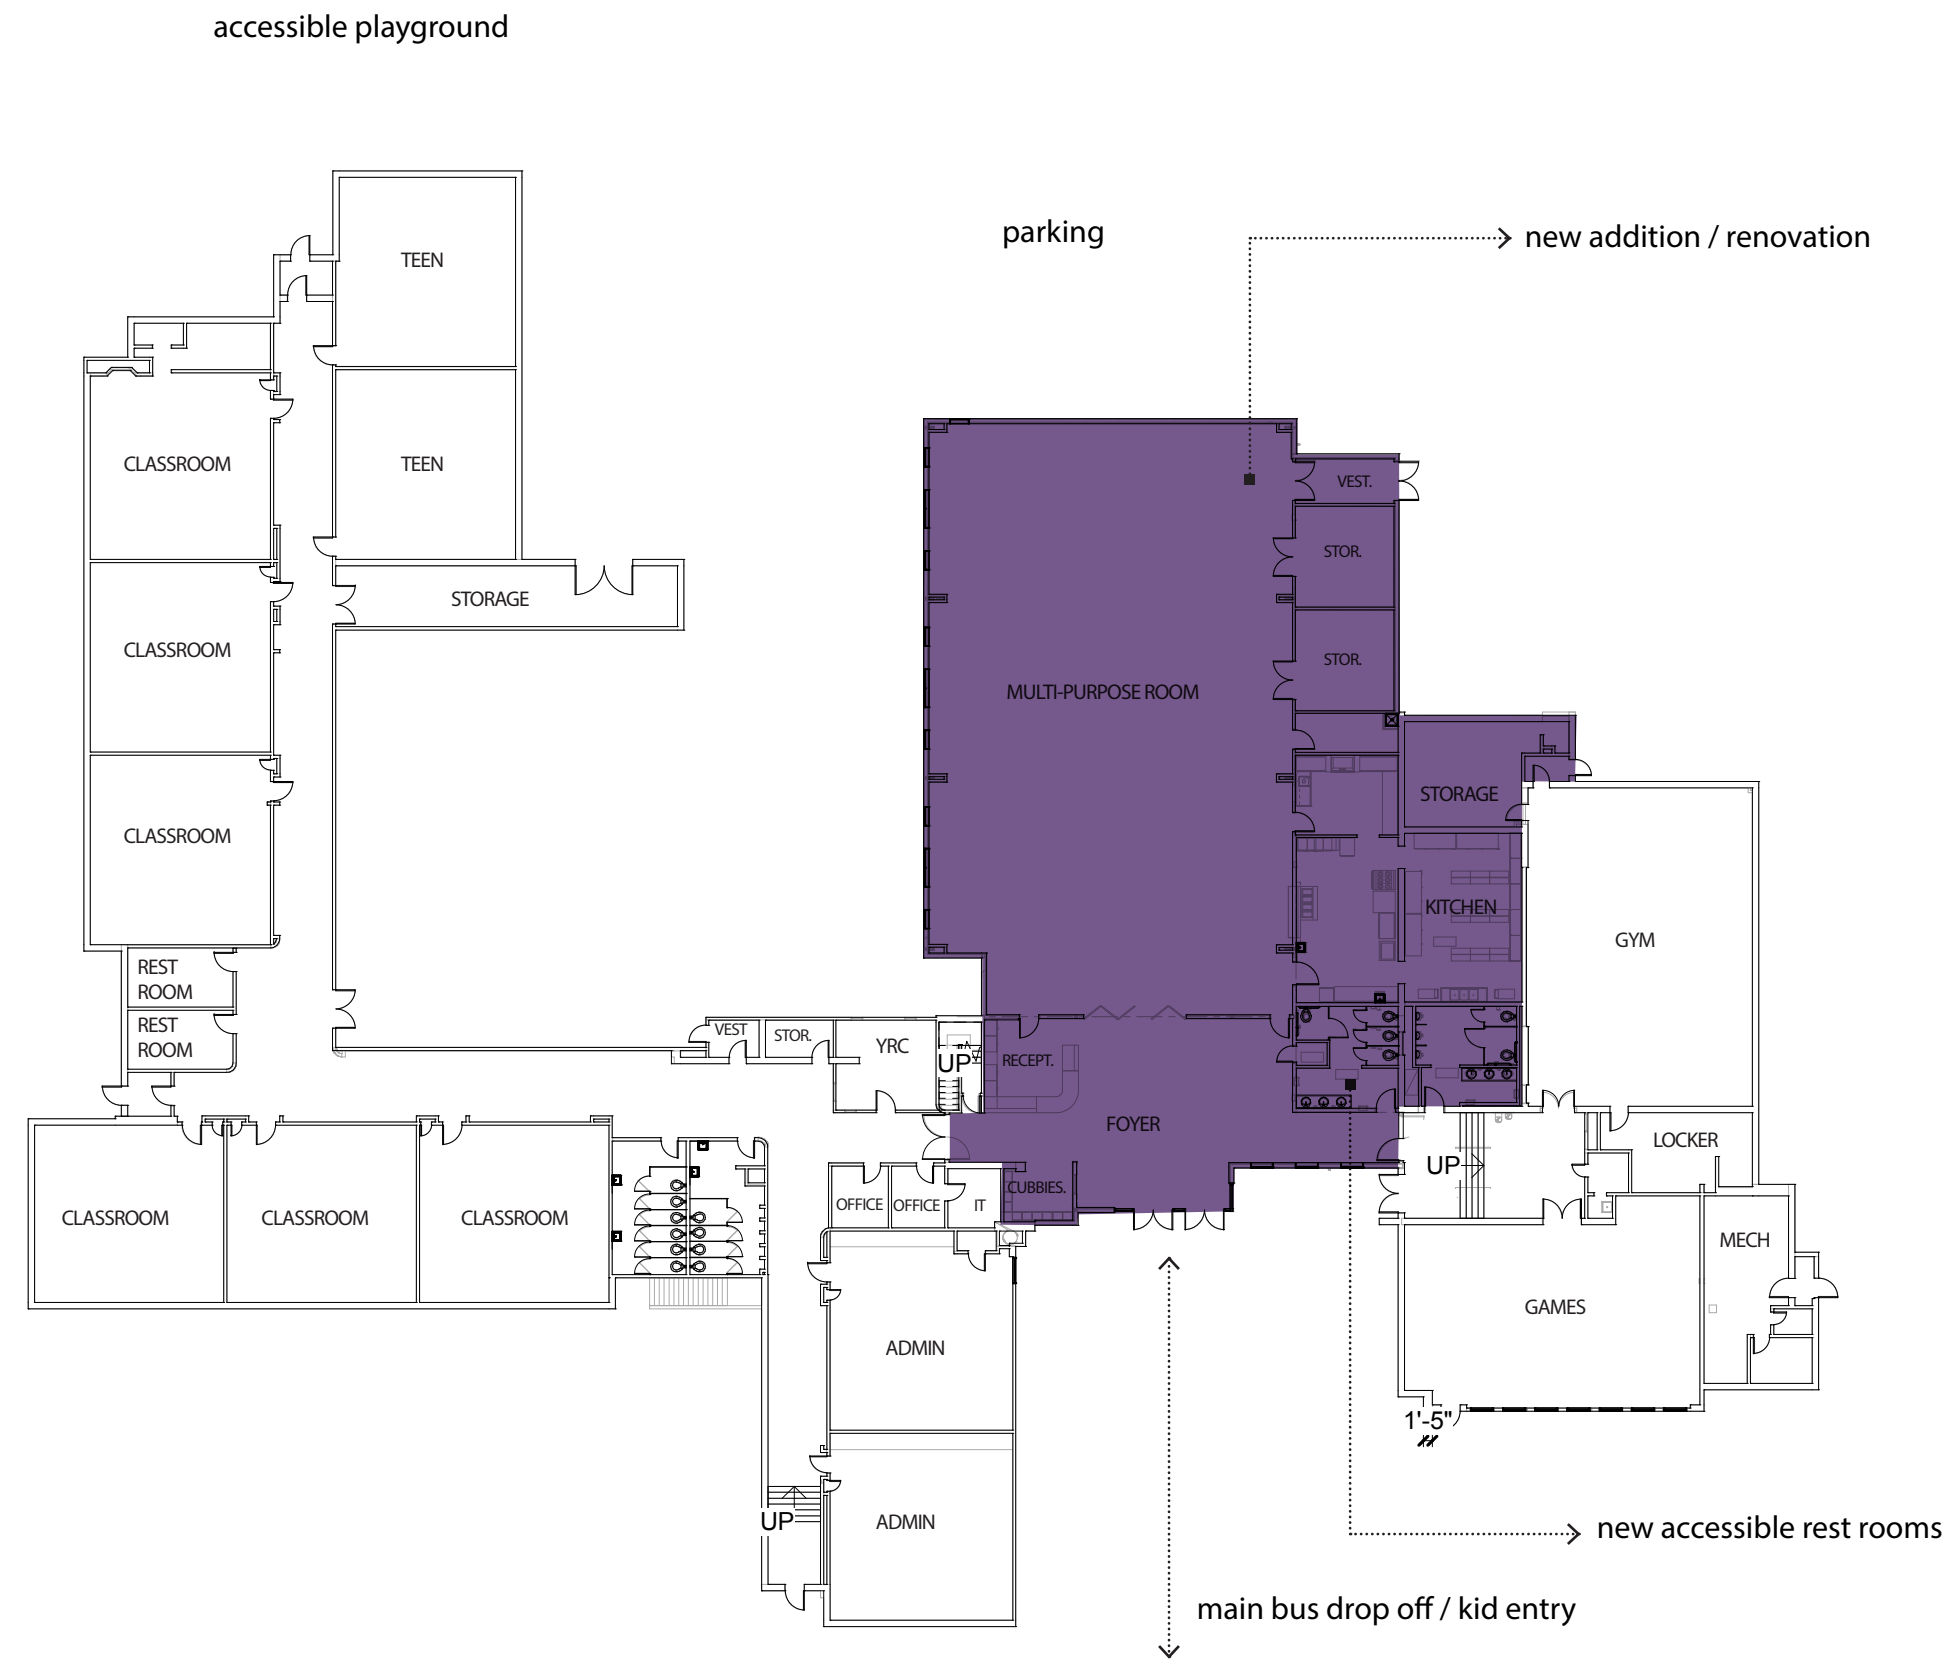 accessible playground
parking
new addition / renovation
TEEN
TEEN
CLASSROOM
VEST.
STOR.
STORAGE
CLASSROOM
STOR.
MULTI-PURPOSE ROOM
STORAGE
CLASSROOM
KITCHEN
GYM
REST
ROOM
REST
ROOM
VEST
STOR.
YRC
UP
RECEPT.
FOYER
LOCKER
UP
CUBBIES.
OFFICE
OFFICE
IT
CLASSROOM
CLASSROOM
CLASSROOM
MECH
GAMES
ADMIN
1'-5"
ADMIN
UP
new accessible rest rooms
main bus drop off / kid entry